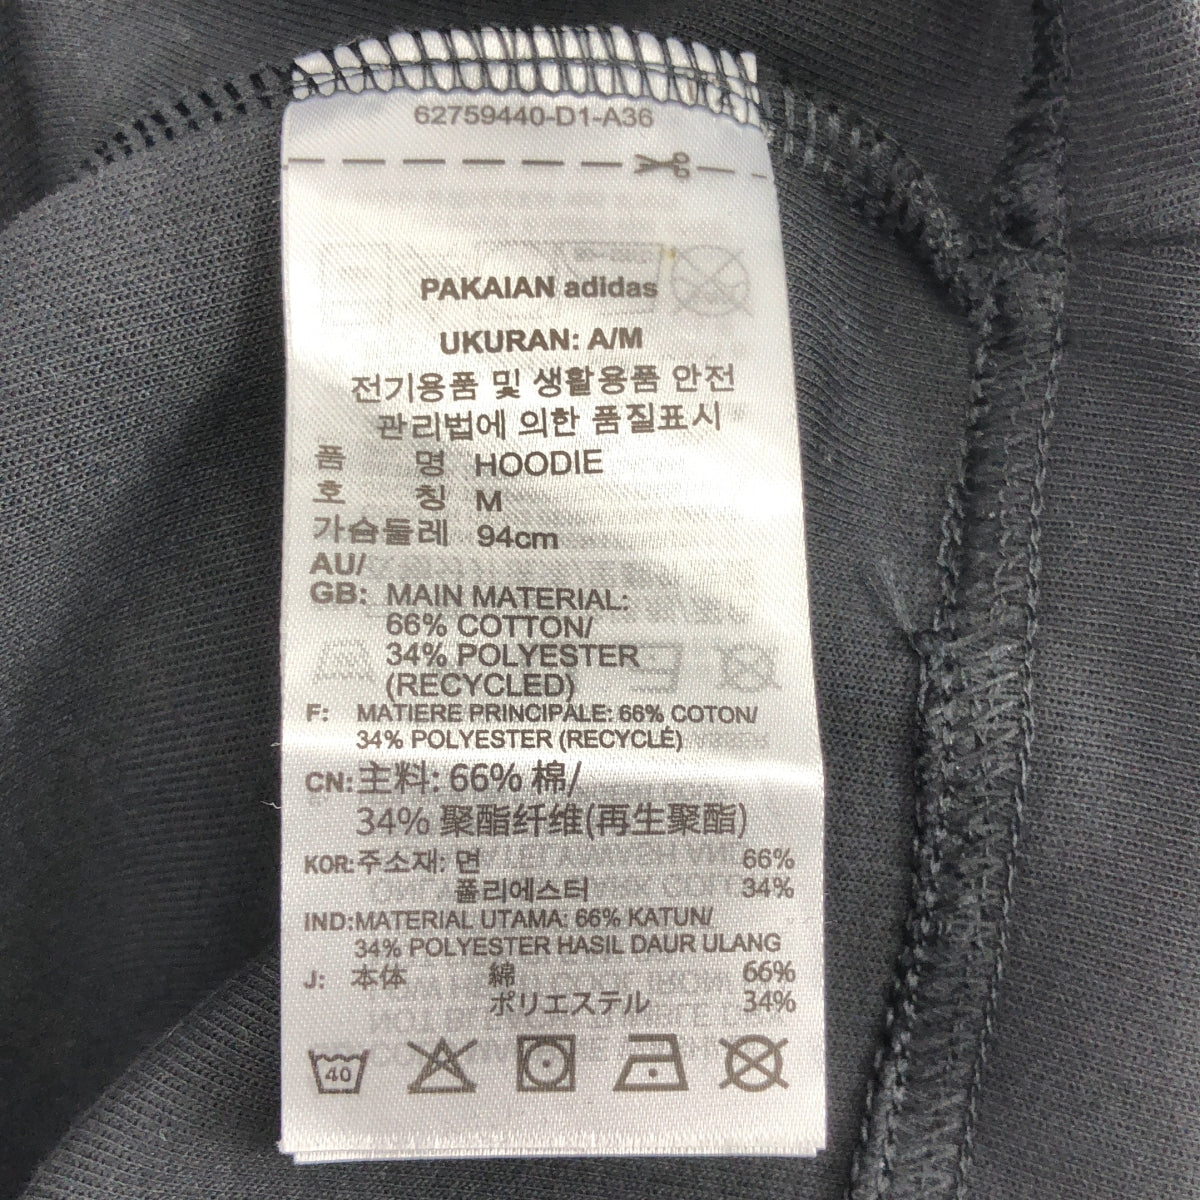 62759440-D1-A36
PAKAIAN adidas
UKURAN: A/M
전기용품 및 생활용품 안전
관리법에 의한 품질표시
품 명 HOODIE
호 칭 M
가슴둘레 94cm
AU/
GB: MAIN MATERIAL:
66% COTTON/
34% POLYESTER
(RECYCLED)
F: MATIERE PRINCIPALE: 66% COTON/
34% POLYESTER (RECYCLÉ)
CN: 主料: 66% 棉/
34% 聚酯纤维(再生聚酯)
KOR: 주소재: 면 66%
폴리에스터 34%
IND: MATERIAL UTAMA: 66% KATUN/
34% POLYESTER HASIL DAUR ULANG
J: 本体 綿 66%
ポリエステル 34%
40